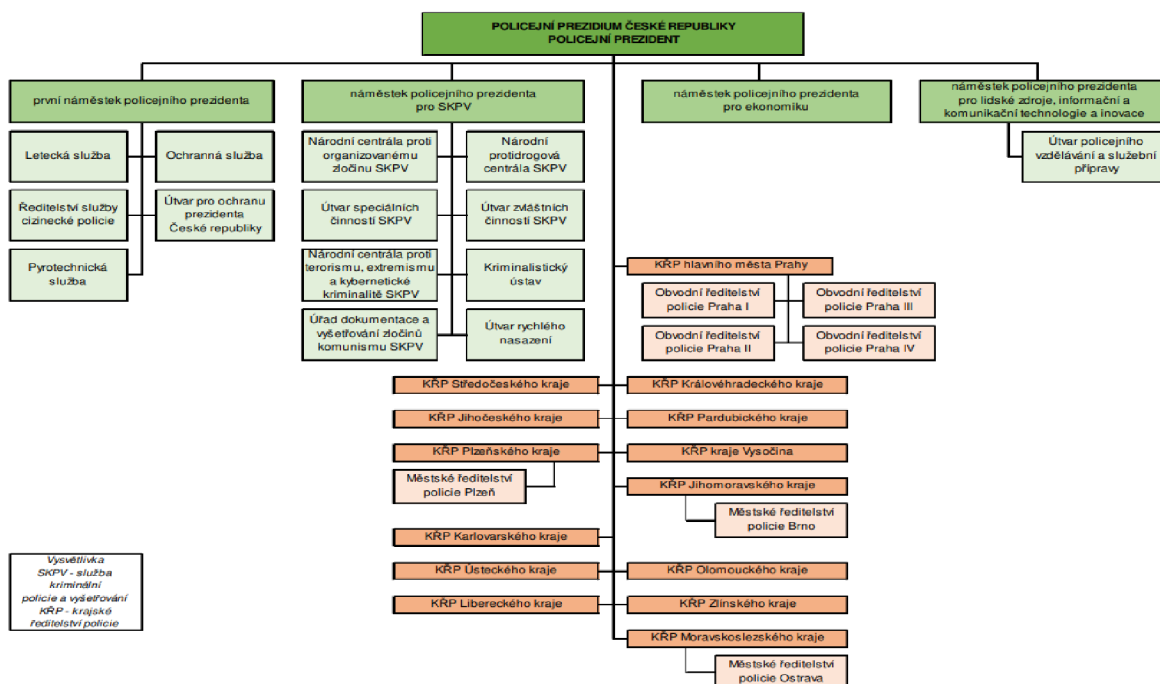 POLICEJNÍ PREZIDIUM ČESKÉ REPUBLIKY
POLICEJNÍ PREZIDENT
první náměstek policejního prezidenta
náměstek policejního prezidenta
pro SKPV
náměstek policejního prezidenta
pro ekonomiku
náměstek policejního prezidenta
pro lidské zdroje, informační a
komunikační technologie a inovace
Letecká služba
Ochranná služba
Ředitelství služby
cizinecké policie
Útvar pro ochranu
prezidenta
České republiky
Pyrotechnická
služba
Národní centrála proti
organizovanému
zločinu SKPV
Národní
protidrogová
centrála SKPV
Útvar speciálních
činností SKPV
Útvar zvláštních
činností SKPV
Národní centrála proti
terorismu, extremismu
a kybernetické
kriminalitě SKPV
Kriminalistický
ústav
Úřad dokumentace a
vyšetřování zločinů
komunismu SKPV
Útvar rychlého
nasazení
Útvar policejního
vzdělávání a služební
přípravy
KŘP hlavního města Prahy
Obvodní ředitelství
policie Praha I
Obvodní ředitelství
policie Praha III
Obvodní ředitelství
policie Praha II
Obvodní ředitelství
policie Praha IV
KŘP Středočeského kraje
KŘP Královéhradeckého kraje
KŘP Jihočeského kraje
KŘP Pardubického kraje
KŘP Plzeňského kraje
KŘP kraje Vysočina
Městské ředitelství
policie Plzeň
KŘP Jihomoravského kraje
Městské ředitelství
policie Brno
KŘP Karlovarského kraje
KŘP Ústeckého kraje
KŘP Olomouckého kraje
KŘP Libereckého kraje
KŘP Zlínského kraje
KŘP Moravskoslezského kraje
Městské ředitelství
policie Ostrava
Vysvětlivka
SKPV - služba
kriminální
policie a vyšetřování
KŘP - krajské
ředitelství policie